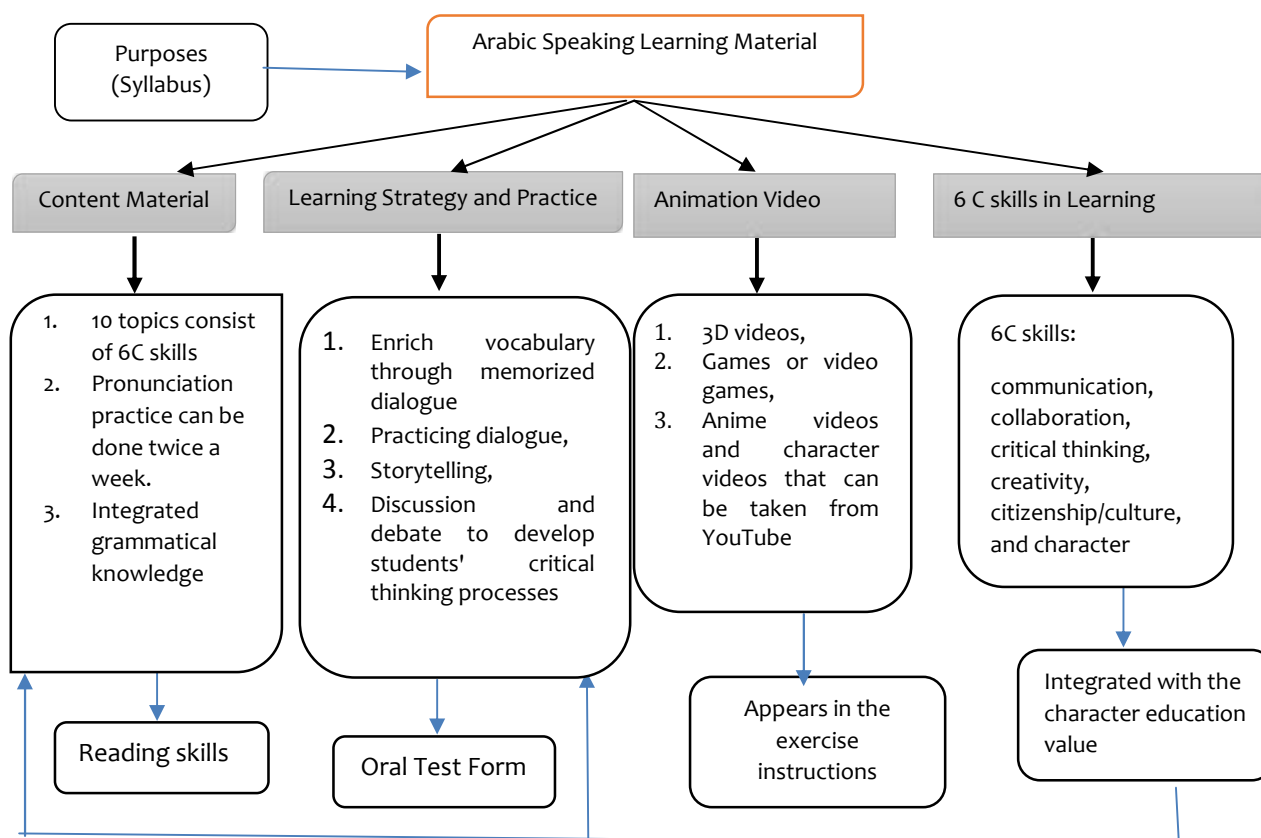 Purposes
(Syllabus)
Arabic Speaking Learning Material
Content Material
Learning Strategy and Practice
Animation Video
6 C skills in Learning
1. 10 topics consist
of 6C skills
2. Pronunciation
practice can be
done twice a
week.
3. Integrated
grammatical
knowledge
1. Enrich vocabulary
through memorized
dialogue
2. Practicing dialogue,
3. Storytelling,
4. Discussion and
debate to develop
students' critical
thinking processes
1. 3D videos,
2. Games or video
games,
3. Anime videos
and character
videos that can
be taken from
YouTube
6C skills:
communication,
collaboration,
critical thinking,
creativity,
citizenship/culture,
and character
Reading skills
Oral Test Form
Appears in the
exercise
instructions
Integrated with the
character education
value